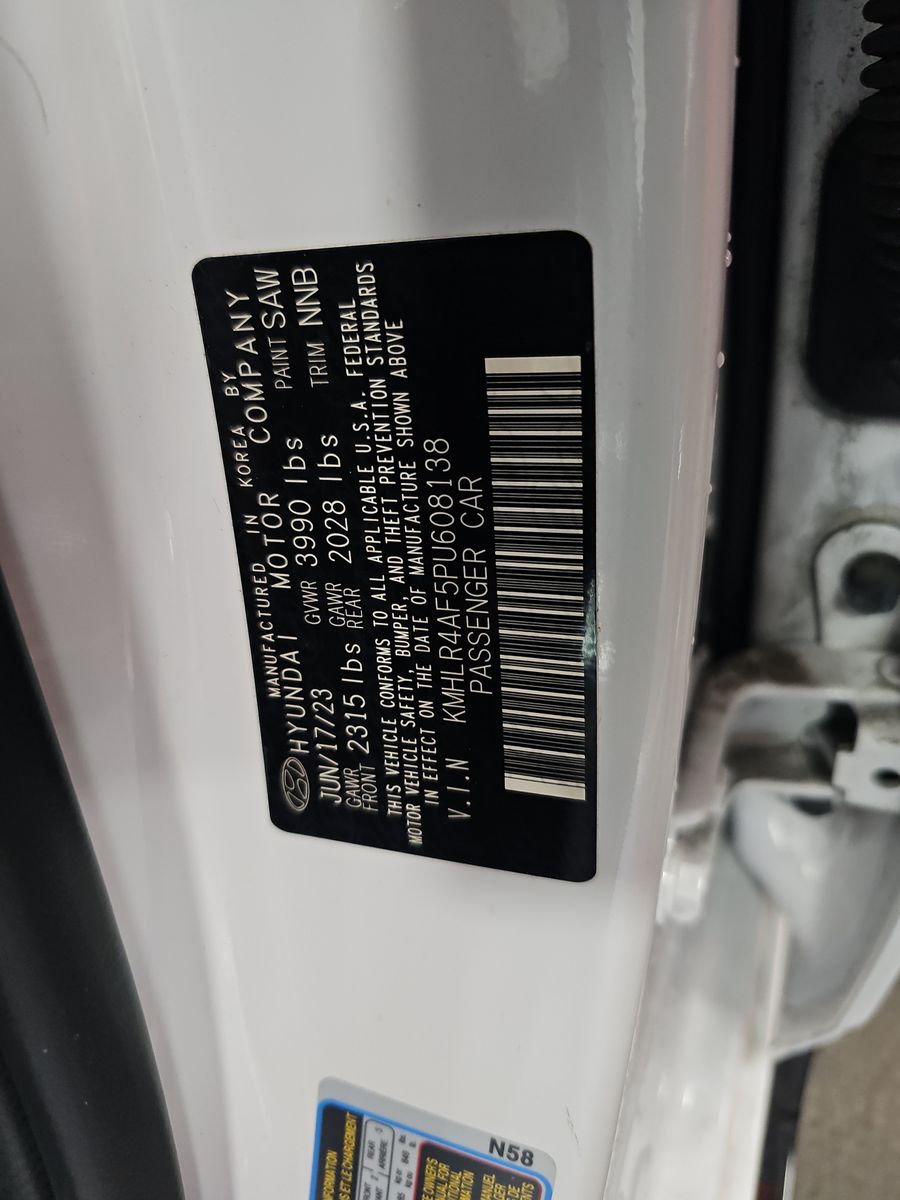 MANUFACTURED IN KOREA BY
HYUNDAI MOTOR COMPANY
JUN/17/23 GVWR 3990 lbs PAINT SAW
GAWR FRONT 2315 lbs GAWR REAR 2028 lbs TRIM NNB
THIS VEHICLE CONFORMS TO ALL APPLICABLE U.S.A. FEDERAL
MOTOR VEHICLE SAFETY, BUMPER, AND THEFT PREVENTION STANDARDS
IN EFFECT ON THE DATE OF MANUFACTURE SHOWN ABOVE
V.I.N KMHLR4AF5PU608138
PASSENGER CAR
N58